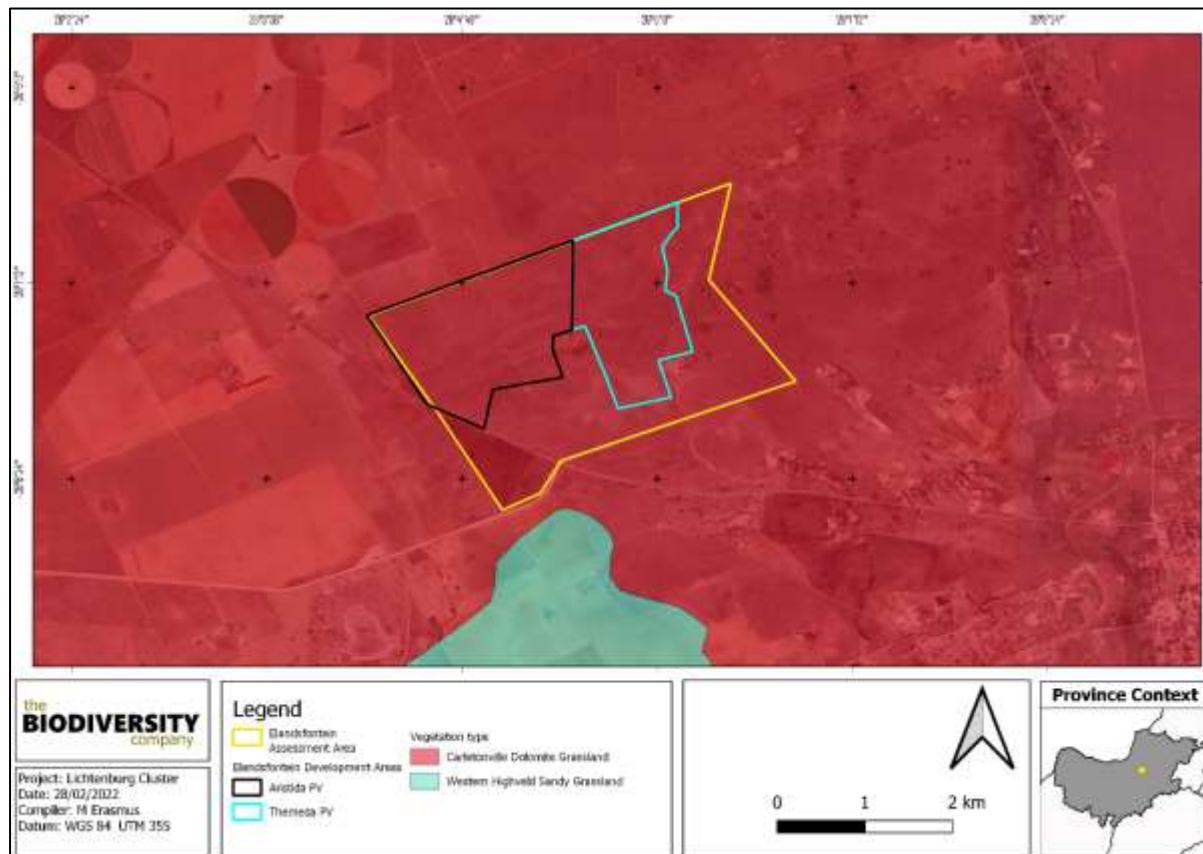 the
BIODIVERSITY
company
Project: Lichtenburg Cluster
Date: 28/02/2022
Compiler: M Erasmus
Datum: WGS 84 UTM 35S
Legend
Elandsfontein
Assessment Area
Elandsfontein Development Areas
Aristida PV
Themeda PV
Vegetation type
Carletonville Dolomite Grassland
Western Highveld Sandy Grassland
0 1 2 km
Province Context